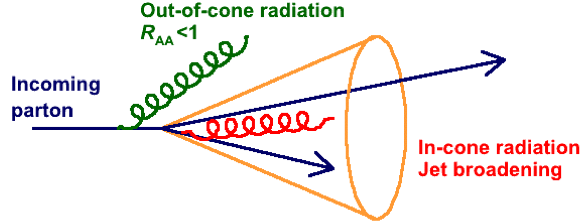 Out-of-cone radiation
R_AA<1
Incoming
parton
In-cone radiation
Jet broadening